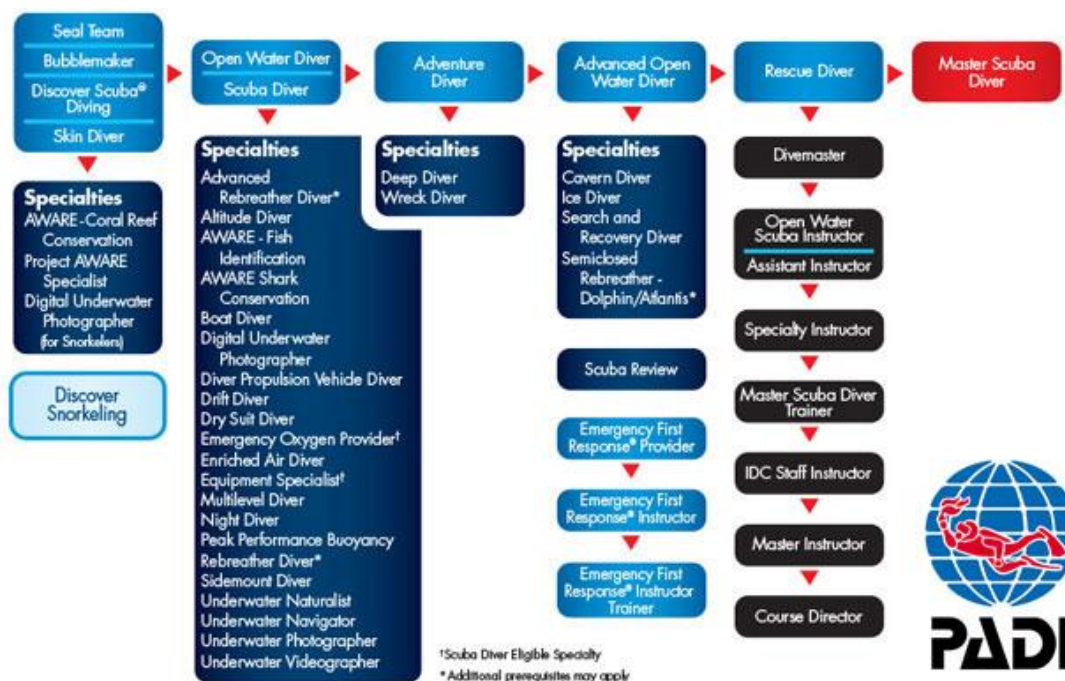 Seal Team
Bubblemaker
Discover Scuba®
Diving
Skin Diver
Specialties
AWARE-Coral Reef
Conservation
Project AWARE
Specialist
Digital Underwater
Photographer
(for Snorkelers)
Discover
Snorkeling
Open Water Diver
Scuba Diver
Specialties
Advanced
Rebreather Diver*
Altitude Diver
AWARE - Fish
Identification
AWARE Shark
Conservation
Boat Diver
Digital Underwater
Photographer
Diver Propulsion Vehicle Diver
Drift Diver
Dry Suit Diver
Emergency Oxygen Provider†
Enriched Air Diver
Equipment Specialist†
Multilevel Diver
Night Diver
Peak Performance Buoyancy
Rebreather Diver*
Sidemount Diver
Underwater Naturalist
Underwater Navigator
Underwater Photographer
Underwater Videographer
Adventure
Diver
Specialties
Deep Diver
Wreck Diver
Advanced Open
Water Diver
Specialties
Cavern Diver
Ice Diver
Search and
Recovery Diver
Semiclosed
Rebreather -
Dolphin/Atlantis*
Scuba Review
Emergency First
Response® Provider
Emergency First
Response® Instructor
Emergency First
Response® Instructor
Trainer
Rescue Diver
Divemaster
Open Water
Scuba Instructor
Assistant Instructor
Specialty Instructor
Master Scuba Diver
Trainer
IDC Staff Instructor
Master Instructor
Course Director
Master Scuba
Diver
†Scuba Diver Eligible Specialty
*Additional prerequisites may apply
PADI